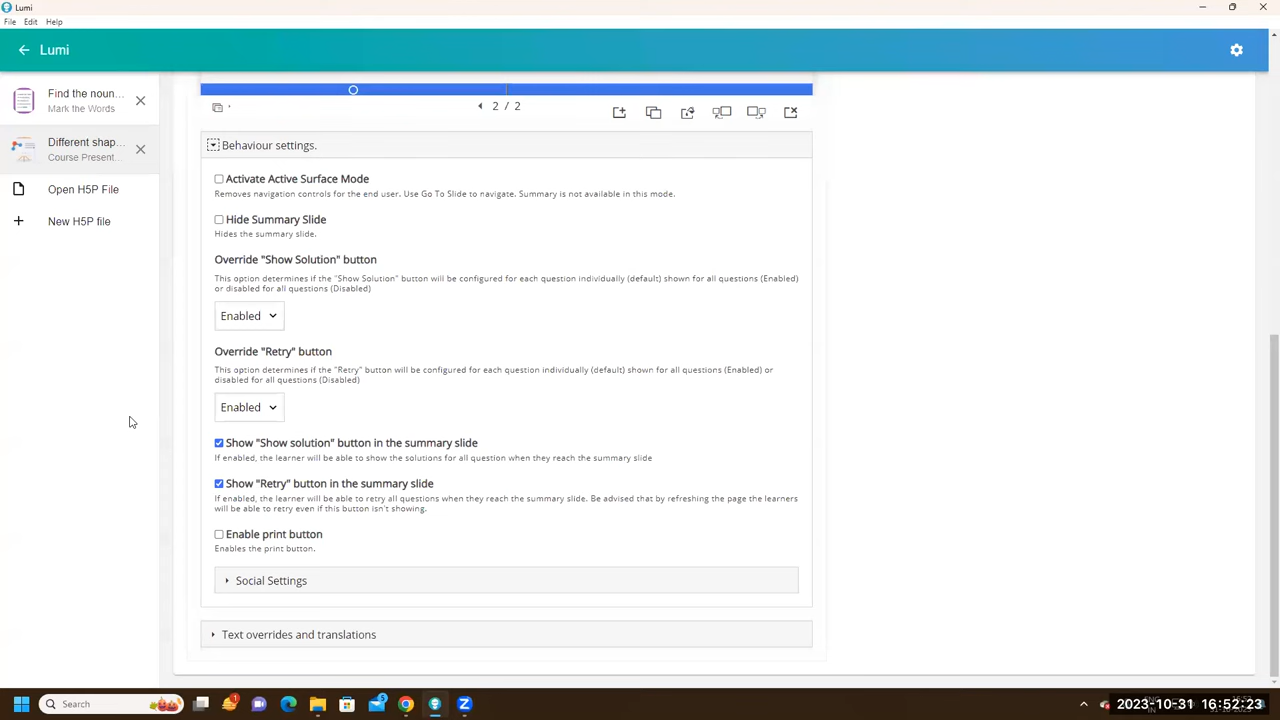 Lumi
File Edit Help
Lumi
Find the noun...
Mark the Words
Different shap...
Course Present...
Open H5P File
New H5P file
2 / 2
Behaviour settings.
Activate Active Surface Mode
Removes navigation controls for the end user. Use Go To Slide to navigate. Summary is not available in this mode.
Hide Summary Slide
Hides the summary slide.
Override "Show Solution" button
This option determines if the "Show Solution" button will be configured for each question individually (default) shown for all questions (Enabled)
or disabled for all questions (Disabled)
Enabled
Override "Retry" button
This option determines if the "Retry" button will be configured for each question individually (default) shown for all questions (Enabled) or
disabled for all questions (Disabled)
Enabled
Show "Show solution" button in the summary slide
If enabled, the learner will be able to show the solutions for all question when they reach the summary slide
Show "Retry" button in the summary slide
If enabled, the learner will be able to retry all questions when they reach the summary slide. Be advised that by refreshing the page the learners
will be able to retry even if this button isn't showing.
Enable print button
Enables the print button.
Social Settings
Text overrides and translations
Search
2023-10-31 16:52:23